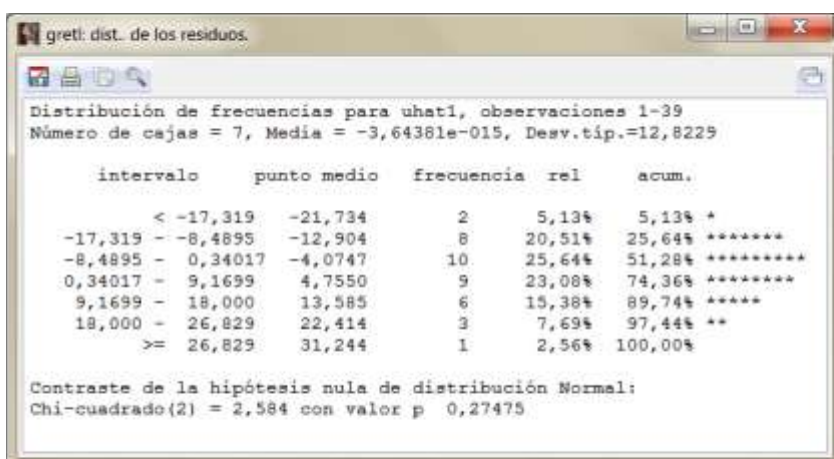 gretl: dist. de los residuos.
Distribución de frecuencias para uhat1, observaciones 1-39
Número de cajas = 7, Media = -3,64381e-015, Desv.típ.=12,8229
intervalo punto medio frecuencia rel acum.
< -17,319 -21,734 2 5,13% 5,13% *
-17,319 - -8,4895 -12,904 8 20,51% 25,64% *******
-8,4895 - 0,34017 -4,0747 10 25,64% 51,28% *********
0,34017 - 9,1699 4,7550 9 23,08% 74,36% ********
9,1699 - 18,000 13,585 6 15,38% 89,74% *****
18,000 - 26,829 22,414 3 7,69% 97,44% **
>= 26,829 31,244 1 2,56% 100,00%
Contraste de la hipótesis nula de distribución Normal:
Chi-cuadrado(2) = 2,584 con valor p 0,27475